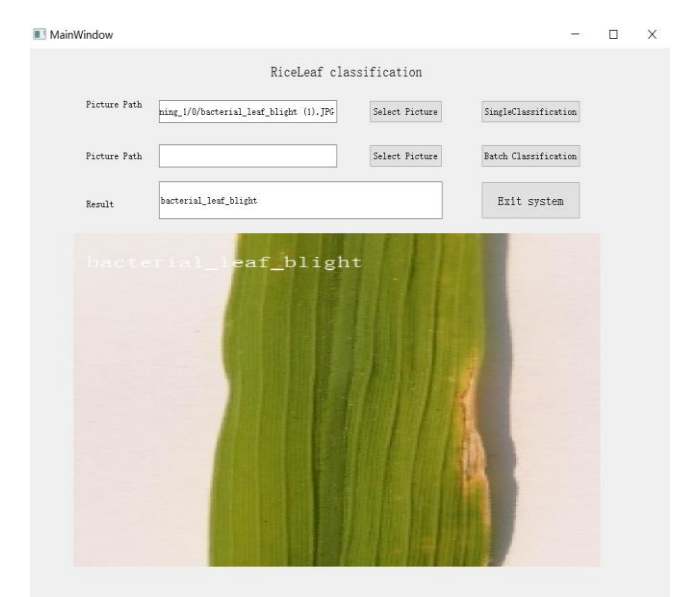 MainWindow
RiceLeaf classification
Picture Path ning_1/0/bacterial_leaf_blight (1).JPG Select Picture SingleClassification
Picture Path Select Picture Batch Classification
Result bacterial_leaf_blight Exit system
bacterial_leaf_blight